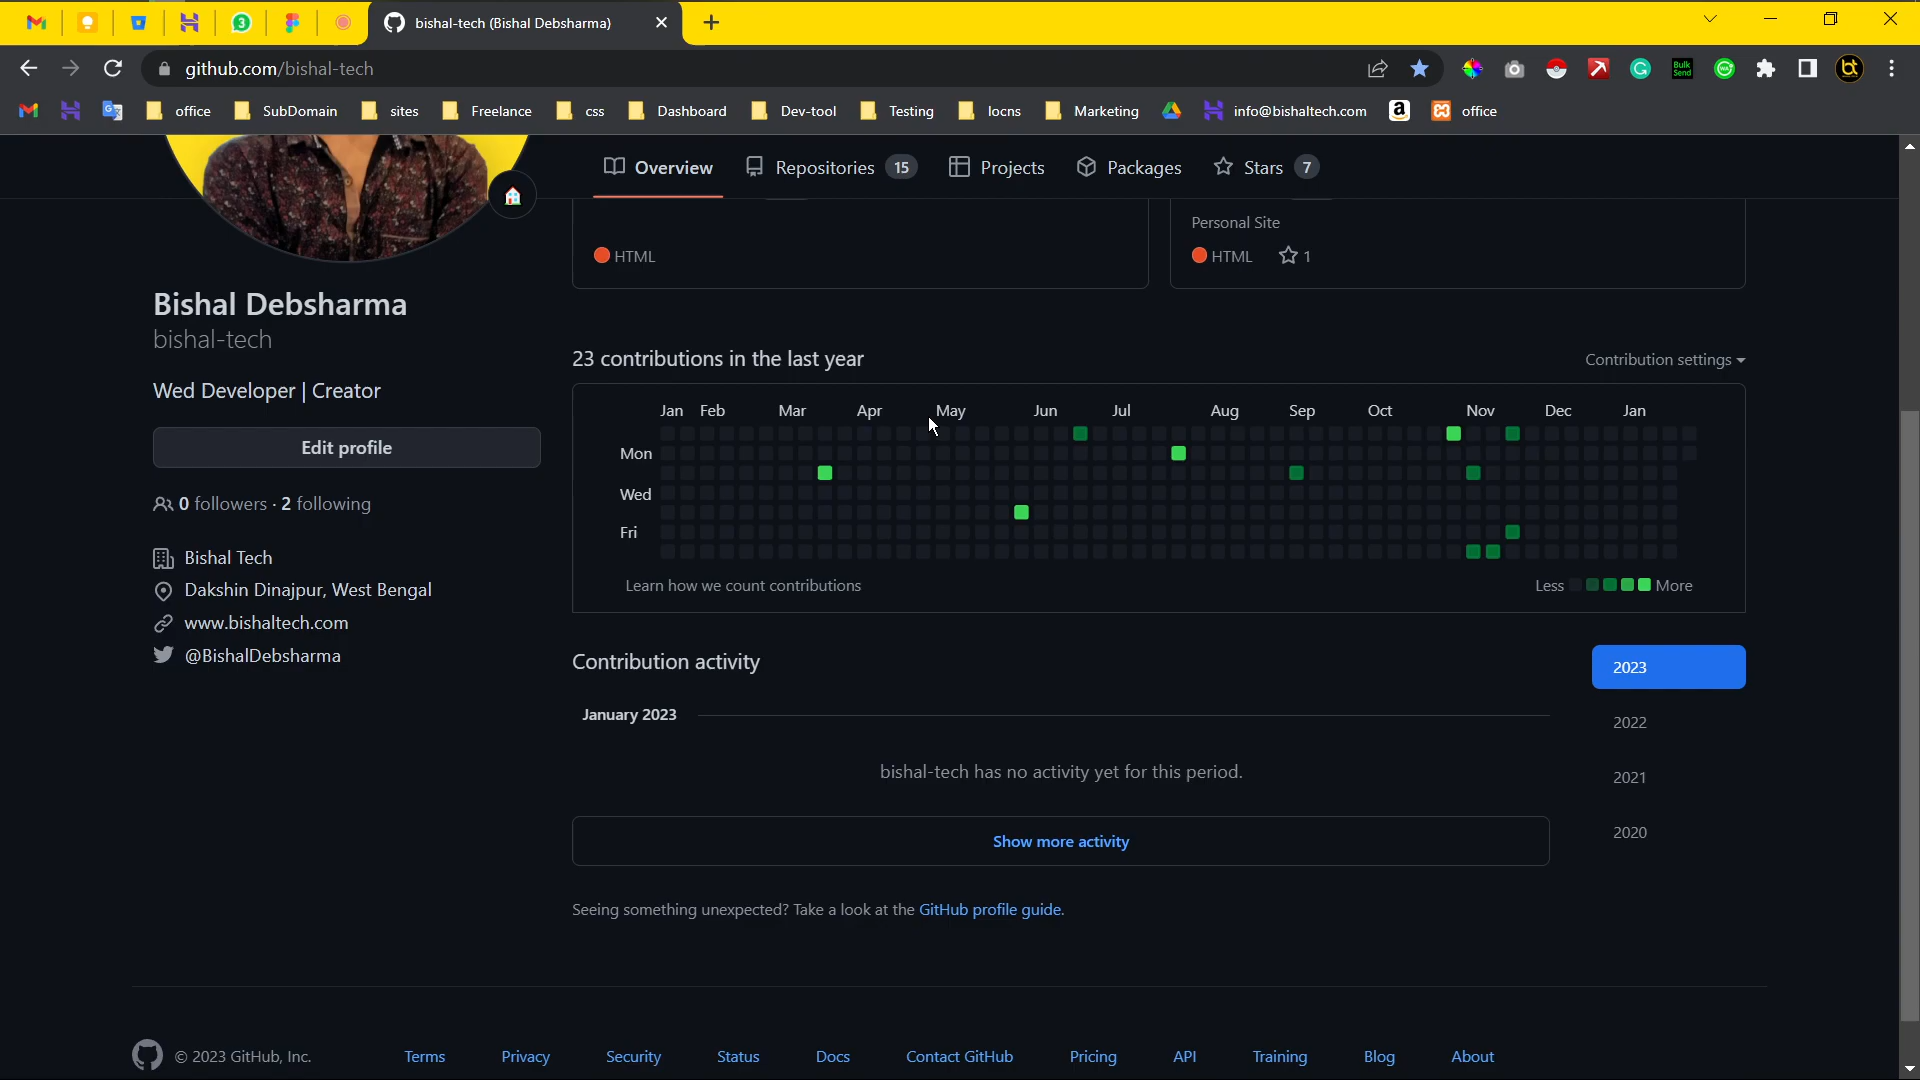 bishal-tech (Bishal Debsharma)
github.com/bishal-tech
office SubDomain sites Freelance css Dashboard Dev-tool Testing locns Marketing info@bishaltech.com office
Overview Repositories 15 Projects Packages Stars 7
HTML
Personal Site
HTML 1
Bishal Debsharma
bishal-tech
Wed Developer | Creator
Edit profile
0 followers · 2 following
Bishal Tech
Dakshin Dinajpur, West Bengal
www.bishaltech.com
@BishalDebsharma
23 contributions in the last year
Contribution settings
Jan Feb Mar Apr May Jun Jul Aug Sep Oct Nov Dec Jan
Mon
Wed
Fri
Learn how we count contributions
Less More
Contribution activity
January 2023
bishal-tech has no activity yet for this period.
Show more activity
2023
2022
2021
2020
Seeing something unexpected? Take a look at the GitHub profile guide.
© 2023 GitHub, Inc. Terms Privacy Security Status Docs Contact GitHub Pricing API Training Blog About